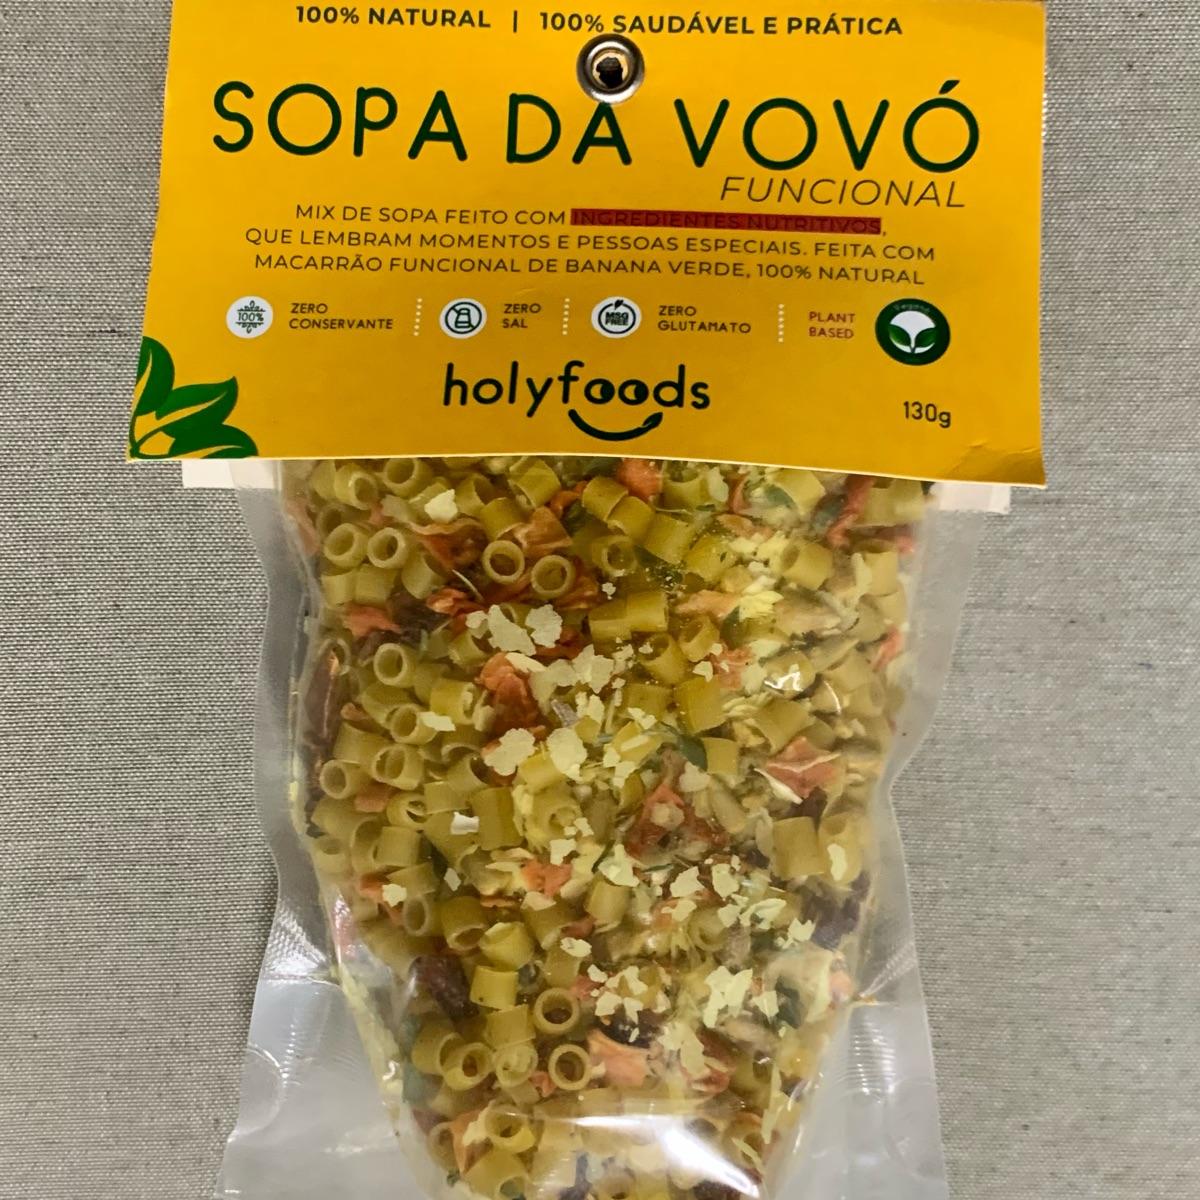 100% NATURAL | 100% SAUDÁVEL E PRÁTICA
SOPA DA VOVÓ
FUNCIONAL
MIX DE SOPA FEITO COM INGREDIENTES NUTRITIVOS,
QUE LEMBRAM MOMENTOS E PESSOAS ESPECIAIS. FEITA COM
MACARRÃO FUNCIONAL DE BANANA VERDE, 100% NATURAL
100%
ZERO
CONSERVANTE
ZERO
SAL
MSG
FREE
ZERO
GLUTAMATO
PLANT
BASED
holyfoods
130g